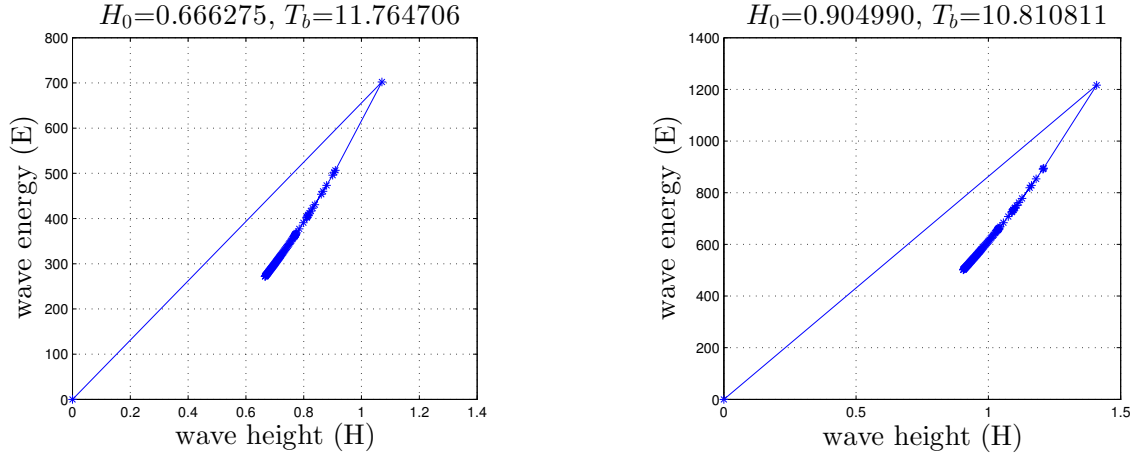 H₀=0.666275, T_b=11.764706
800
700
600
500
400
300
200
100
0
0 0.2 0.4 0.6 0.8 1 1.2 1.4
wave energy (E)
wave height (H)
H₀=0.904990, T_b=10.810811
1400
1200
1000
800
600
400
200
0
0 0.5 1 1.5
wave energy (E)
wave height (H)